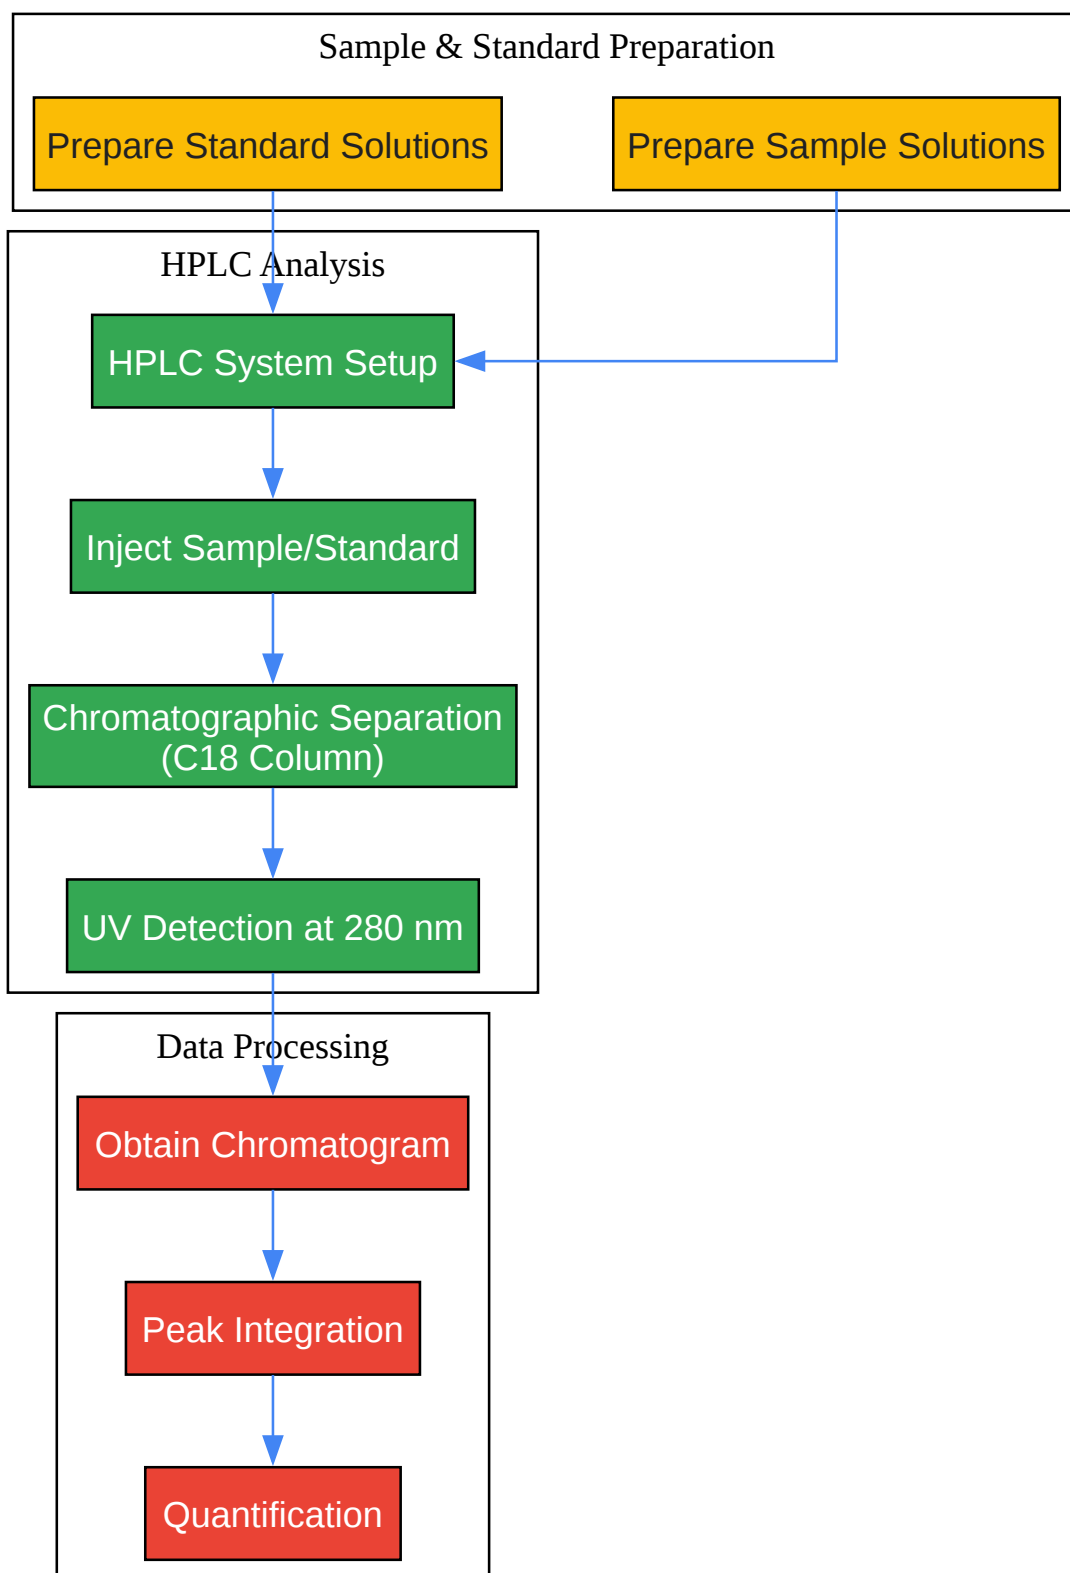 Sample & Standard Preparation
Prepare Standard Solutions
Prepare Sample Solutions
HPLC Analysis
HPLC System Setup
Inject Sample/Standard
Chromatographic Separation
(C18 Column)
UV Detection at 280 nm
Data Processing
Obtain Chromatogram
Peak Integration
Quantification